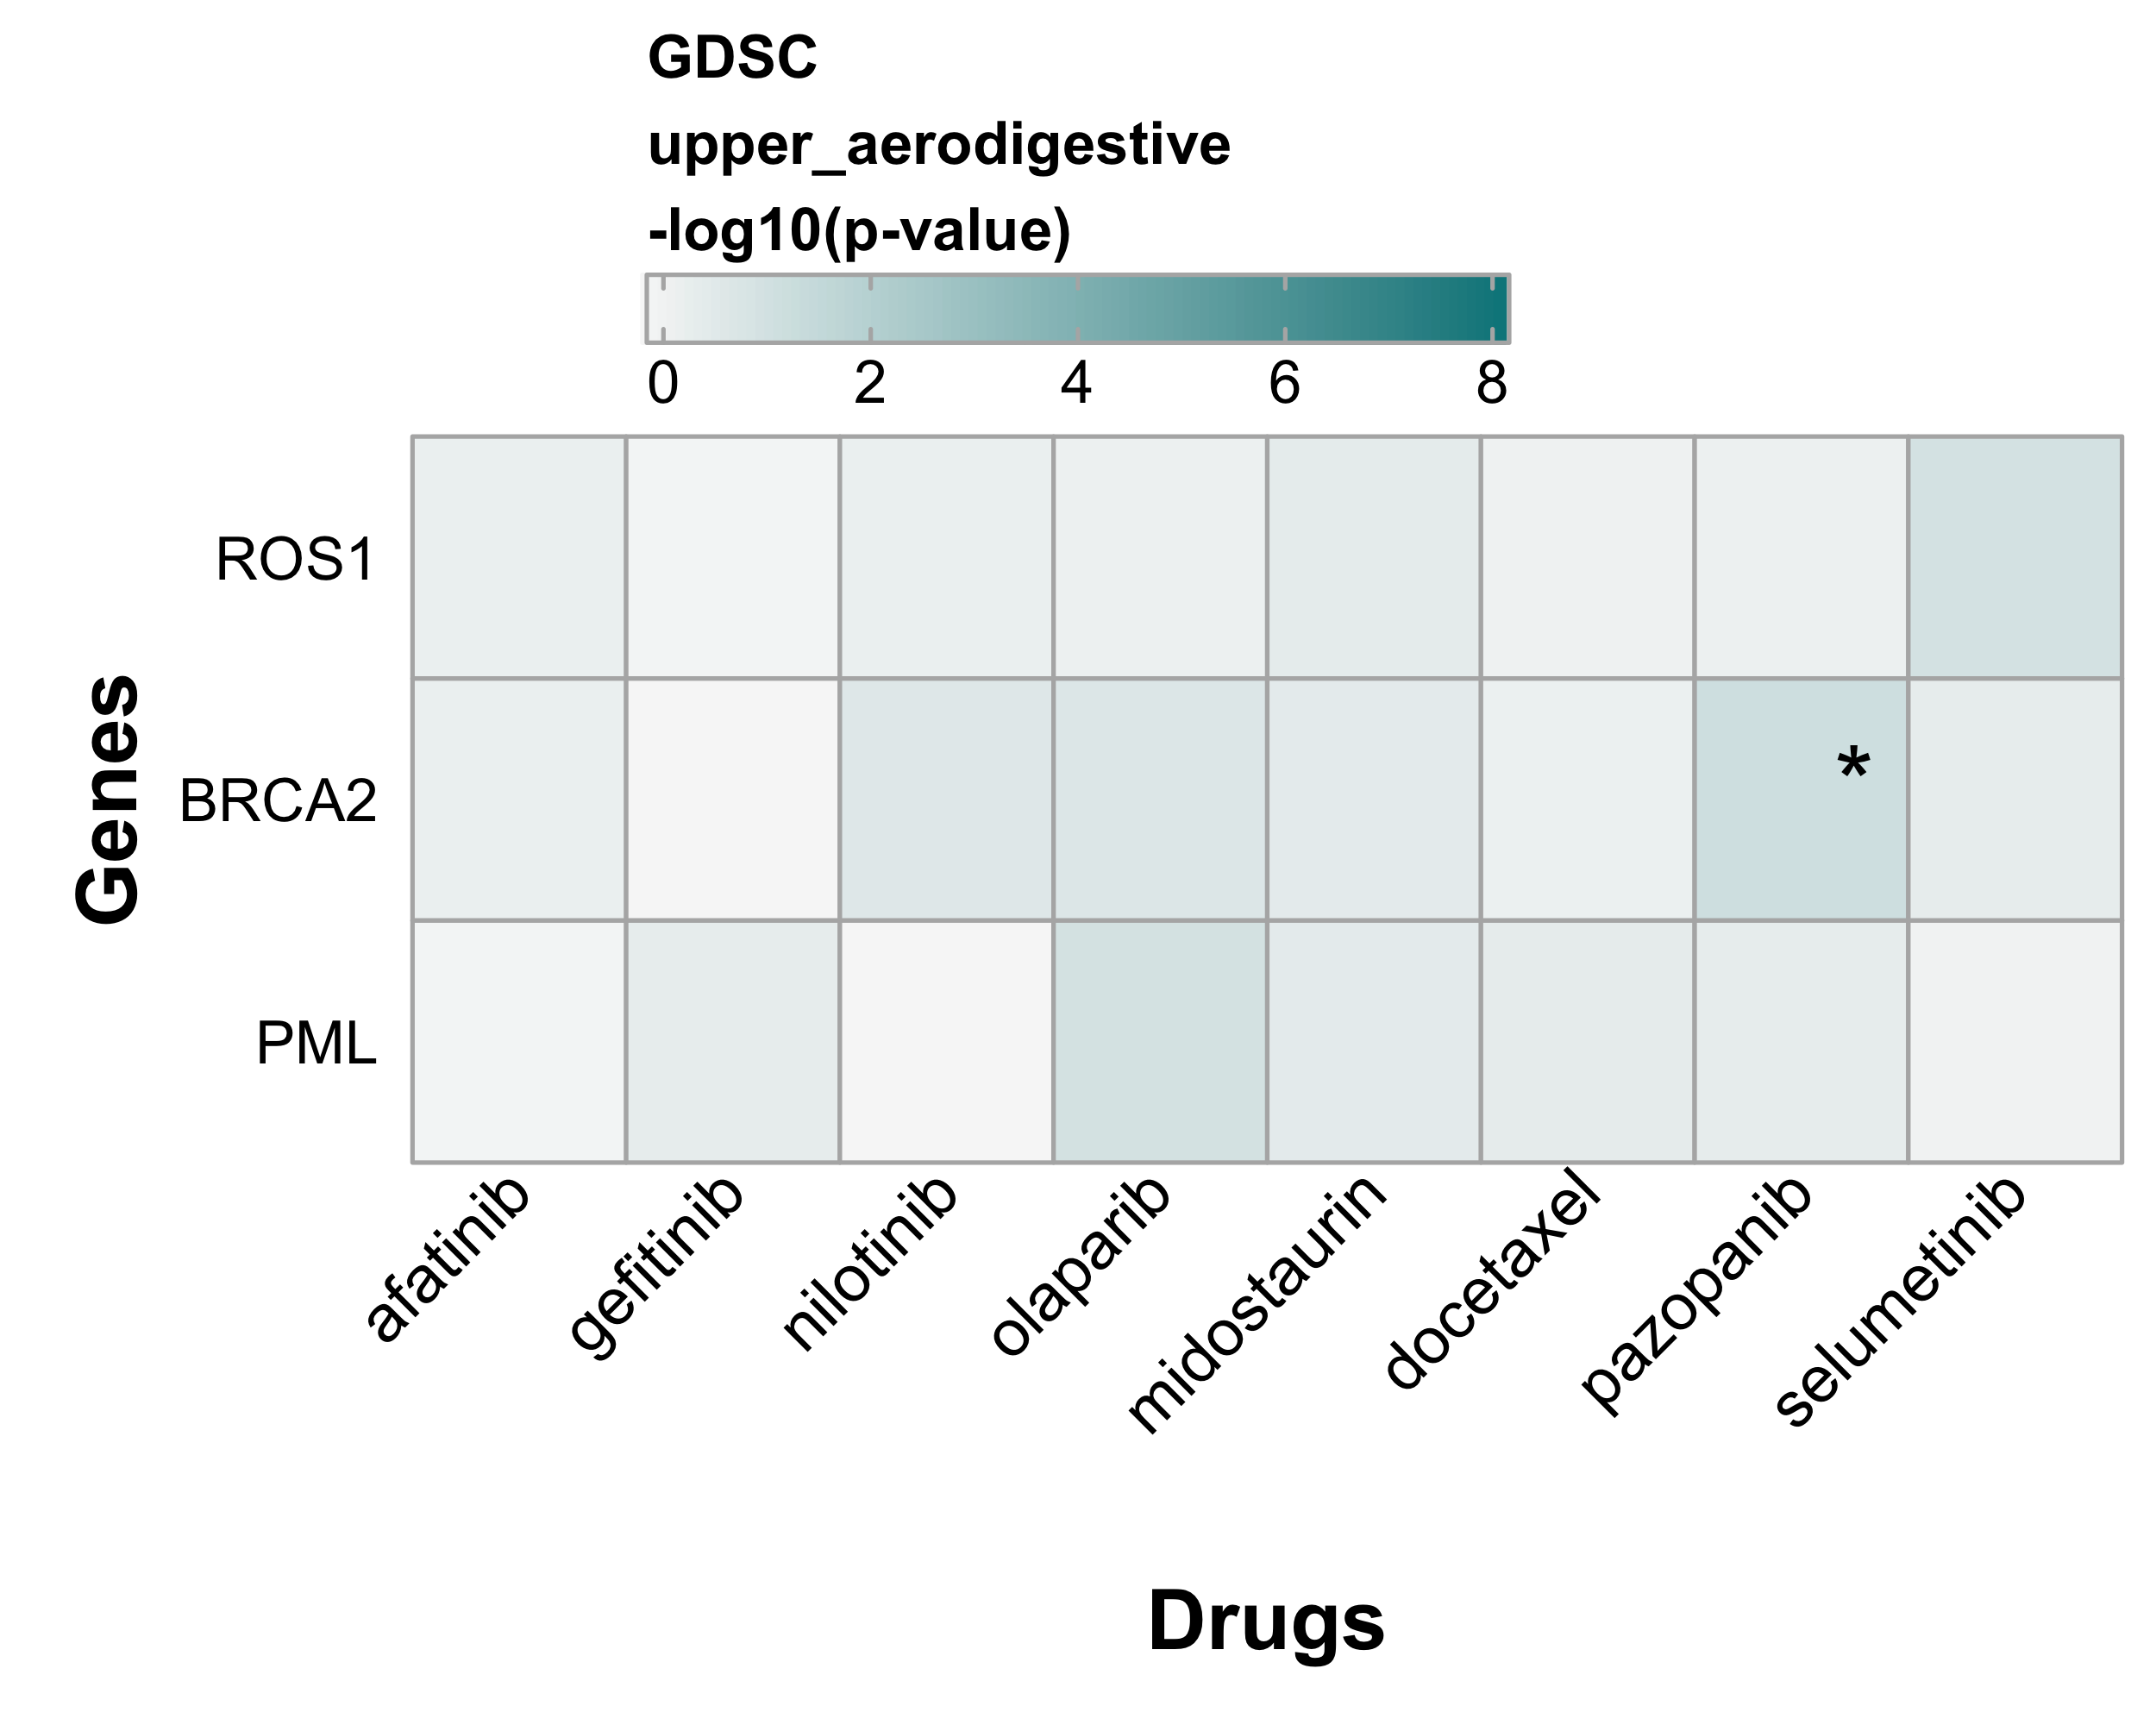 GDSC
upper_aerodigestive
-log10(p-value)
0 2 4 6 8
ROS1
BRCA2
*
PML
Genes
afatinib
gefitinib
nilotinib
olaparib
midostaurin
docetaxel
pazopanib
selumetinib
Drugs